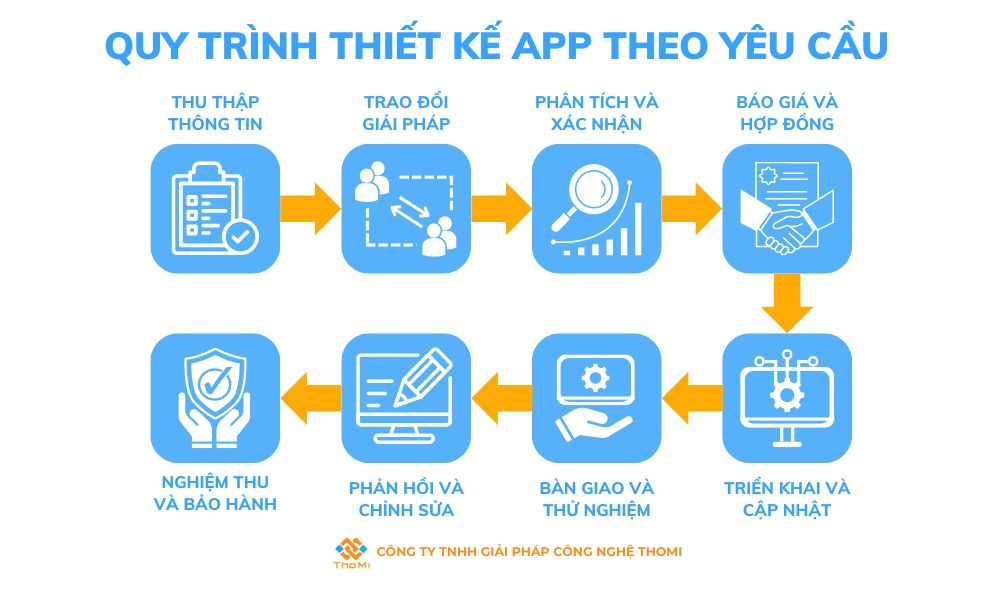 QUY TRÌNH THIẾT KẾ APP THEO YÊU CẦU
THU THẬP
THÔNG TIN
TRAO ĐỔI
GIẢI PHÁP
PHÂN TÍCH VÀ
XÁC NHẬN
BÁO GIÁ VÀ
HỢP ĐỒNG
NGHIỆM THU
VÀ BẢO HÀNH
PHẢN HỒI VÀ
CHỈNH SỬA
BÀN GIAO VÀ
THỬ NGHIỆM
TRIỂN KHAI VÀ
CẬP NHẬT
ThoMi
CÔNG TY TNHH GIẢI PHÁP CÔNG NGHỆ THOMI